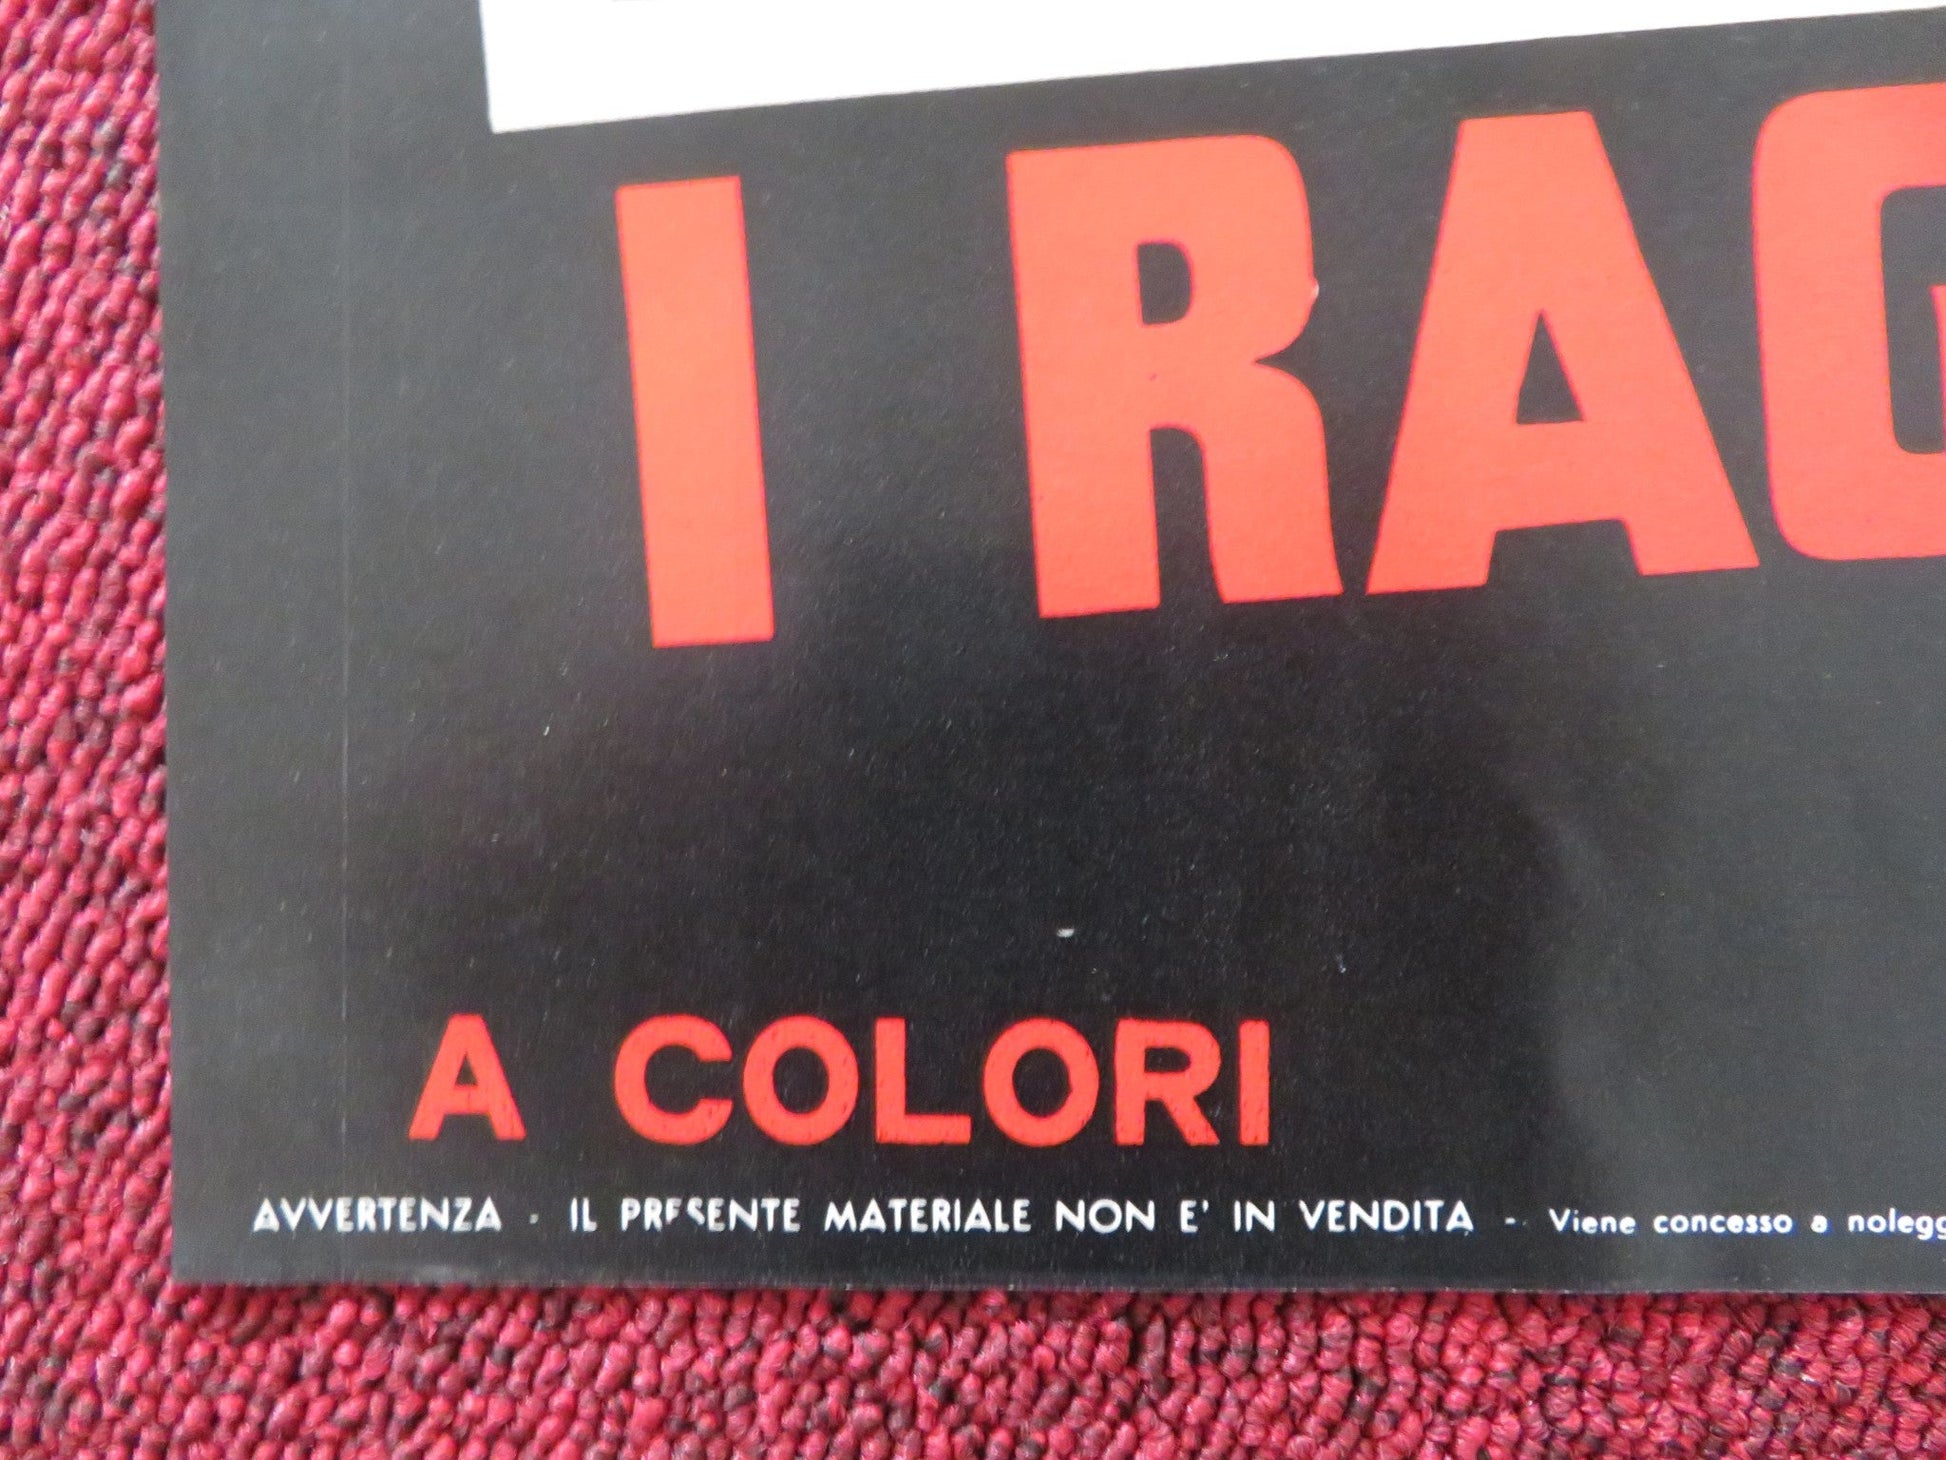 I RAG
A COLORI
AVVERTENZA - IL PRESENTE MATERIALE NON E' IN VENDITA - Viene concesso a nolegg